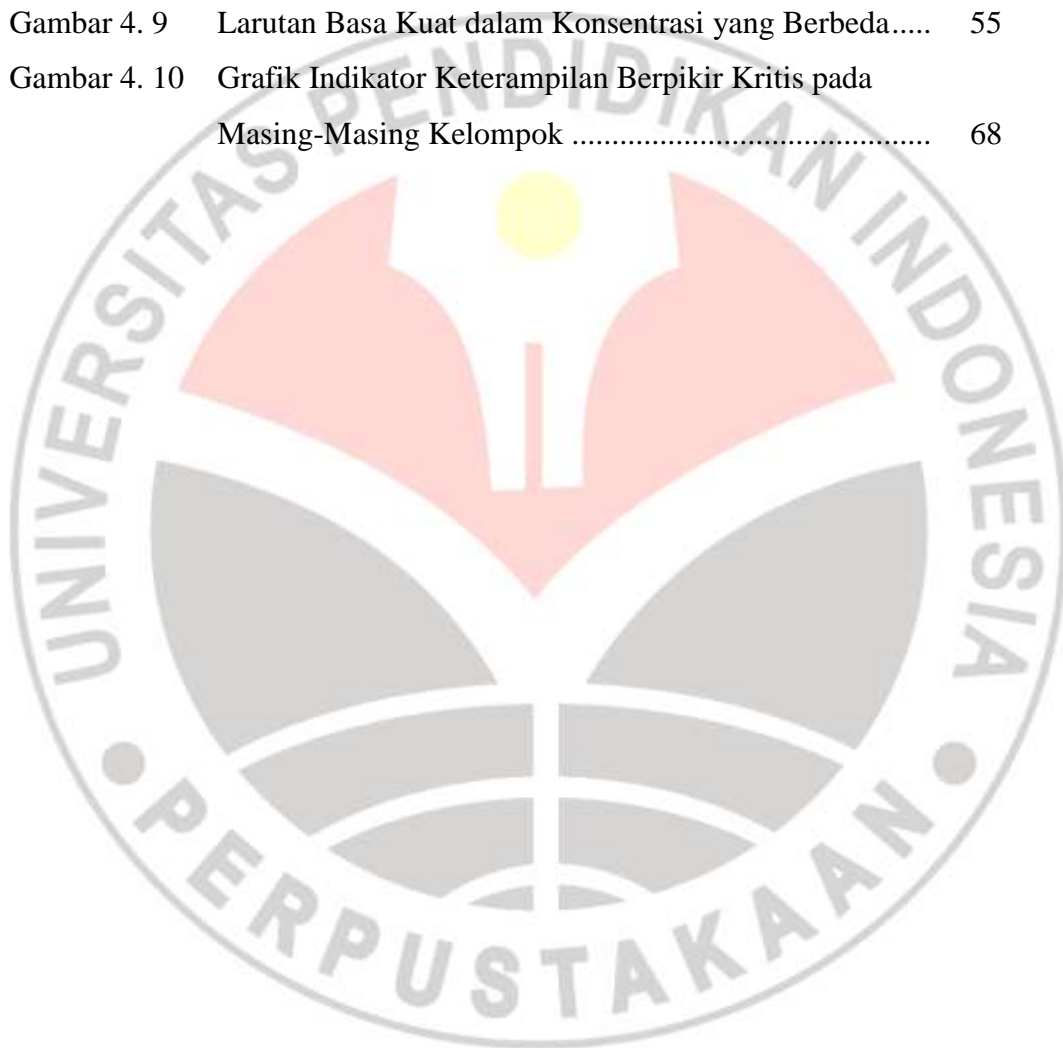 Gambar 4. 9 Larutan Basa Kuat dalam Konsentrasi yang Berbeda..... 55
Gambar 4. 10 Grafik Indikator Keterampilan Berpikir Kritis pada
Masing-Masing Kelompok ............................................. 68
UNIVERSITAS PENDIDIKAN INDONESIA
PERPUSTAKAAN